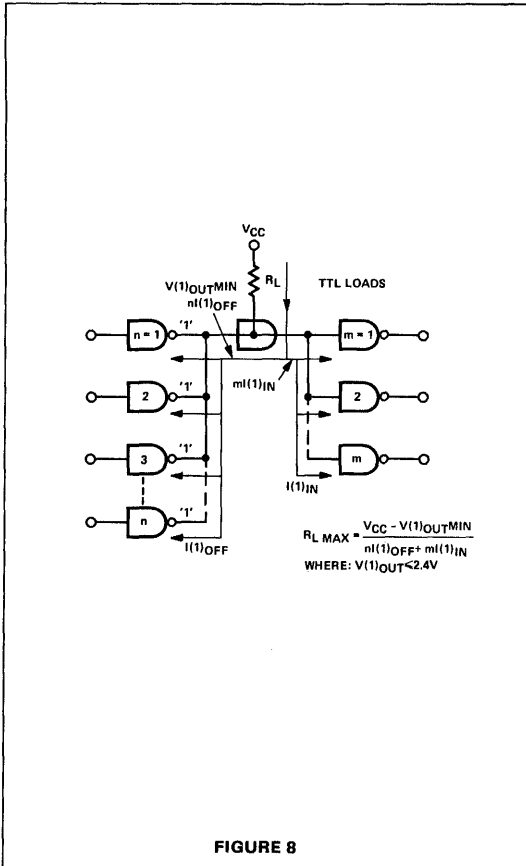 VCC
V(1)OUTMIN
nI(1)OFF
RL
TTL LOADS
n = 1
'1'
m = 1
mI(1)IN
2
'1'
2
3
'1'
m
I(1)IN
n
'1'
I(1)OFF
RL MAX = VCC - V(1)OUTMIN
nI(1)OFF + mI(1)IN
WHERE: V(1)OUT≤2.4V
FIGURE 8